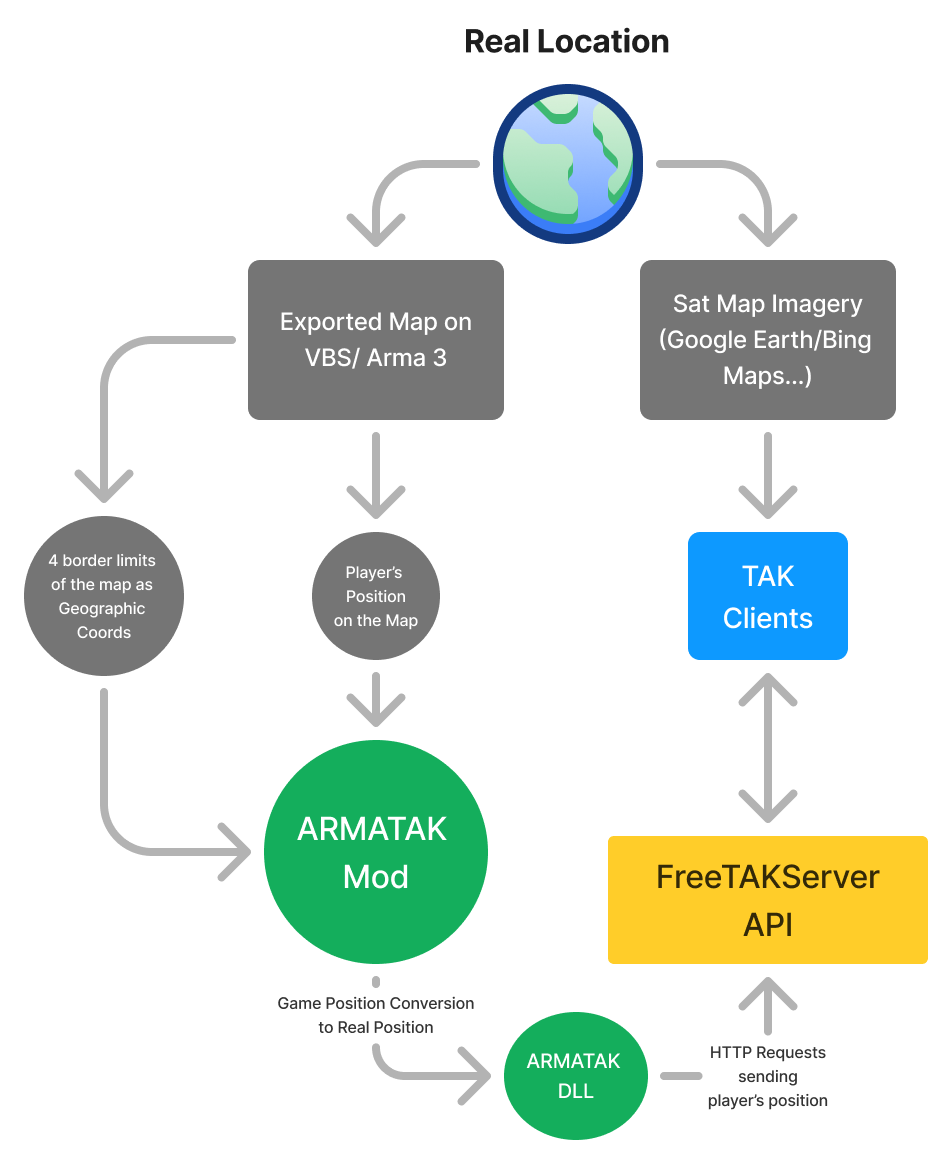 Real Location
Exported Map on
VBS/ Arma 3
Sat Map Imagery
(Google Earth/Bing
Maps...)
4 border limits
of the map as
Geographic
Coords
Player’s
Position
on the Map
TAK
Clients
ARMATAK
Mod
FreeTAKServer
API
Game Position Conversion
to Real Position
ARMATAK
DLL
HTTP Requests
sending
player’s position